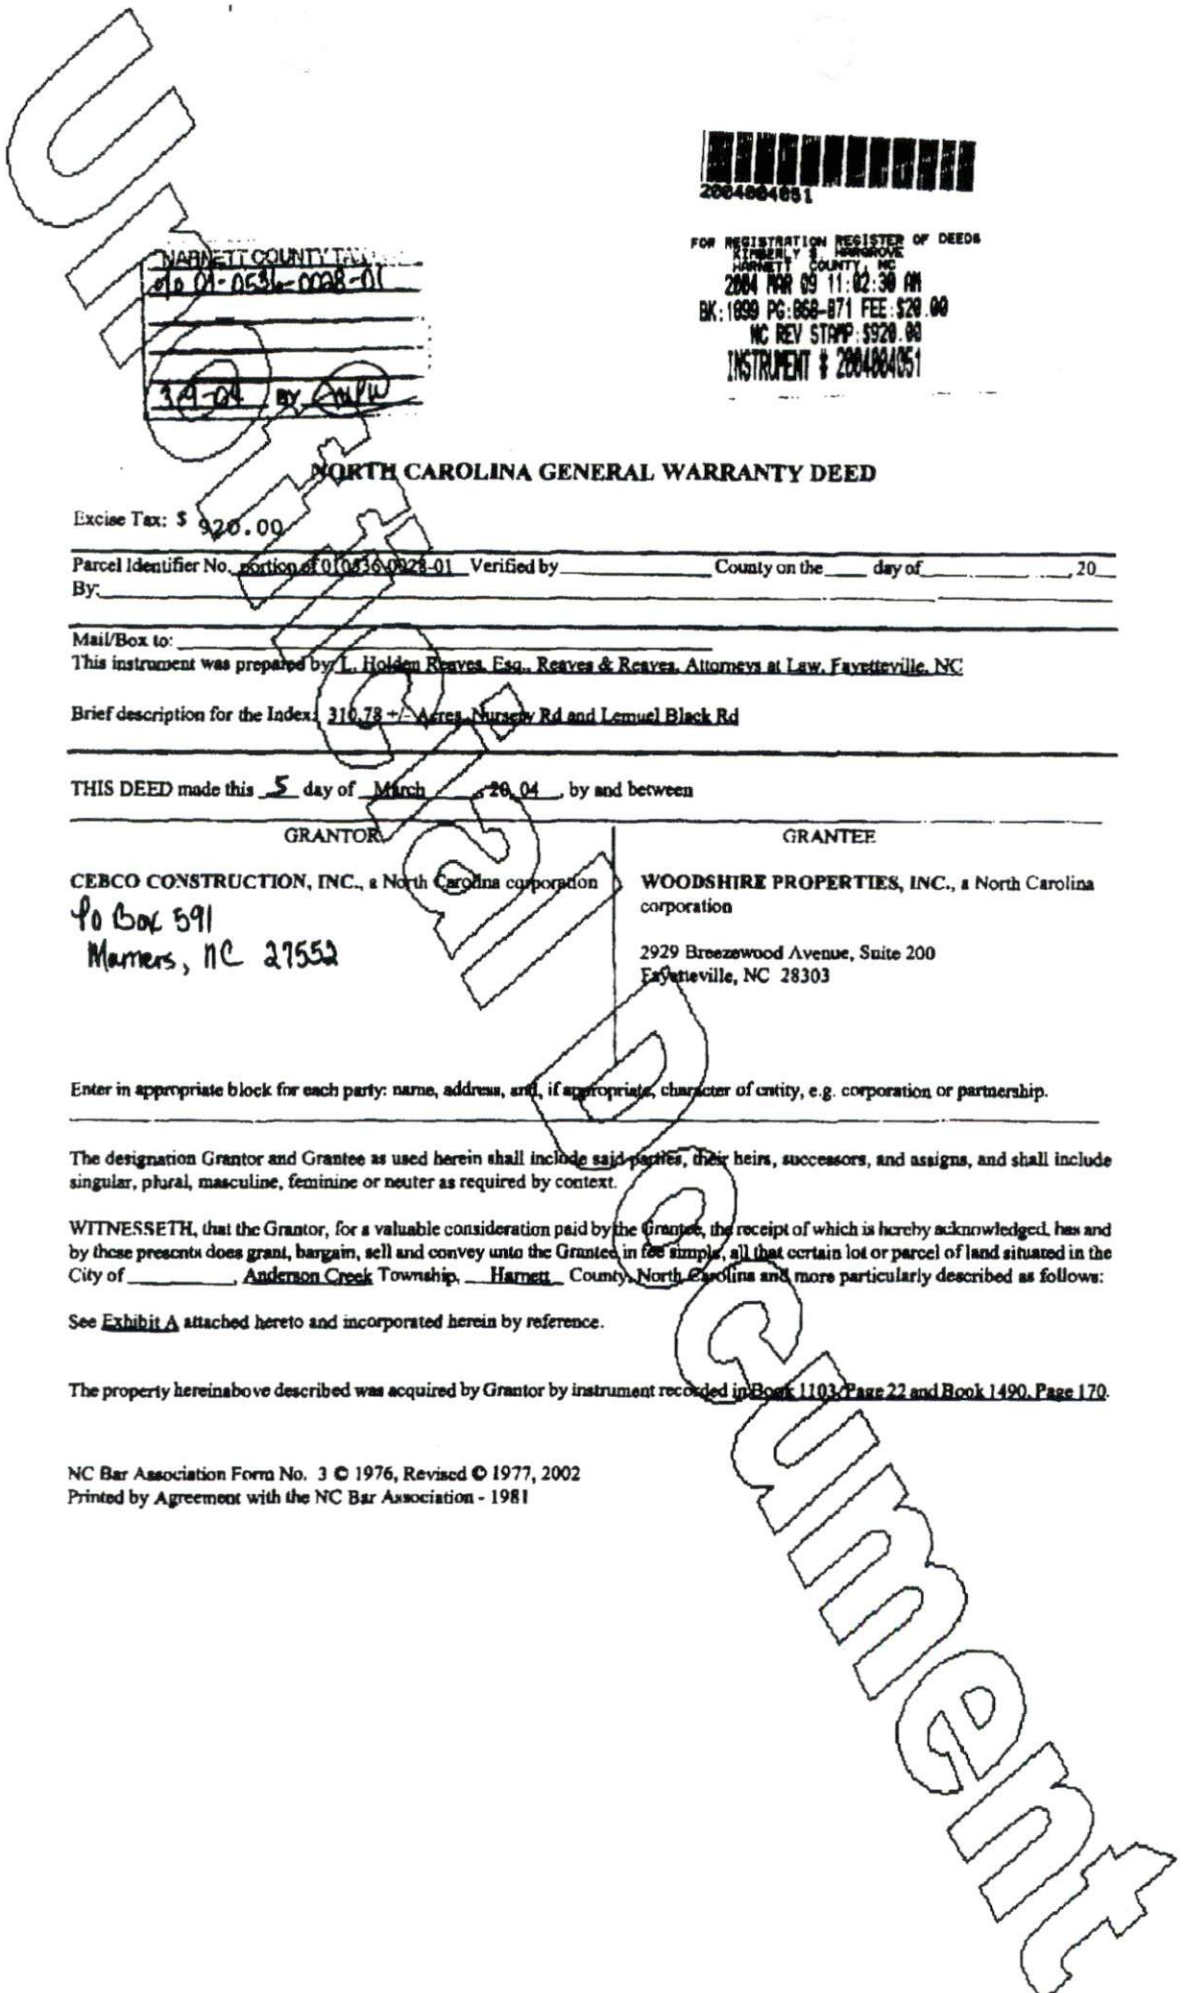 2004004051
FOR REGISTRATION REGISTER OF DEEDS
KIMBERLY S. HARGROVE
HARNETT COUNTY, NC
2004 MAR 09 11:02:30 AM
BK:1899 PG:868-871 FEE:$20.00
NC REV STAMP:$920.00
INSTRUMENT # 2004004051
HARNETT COUNTY TAX
o/o 01-0536-0028-01
3-9-04 BY
NORTH CAROLINA GENERAL WARRANTY DEED
Excise Tax: $ 920.00
Parcel Identifier No. portion of 010536-0028-01 Verified by ____ County on the ____ day of ____, 20__
By:
Mail/Box to:
This instrument was prepared by: L. Holden Reaves, Esq., Reaves & Reaves, Attorneys at Law, Fayetteville, NC
Brief description for the Index: 310.78 +/- Acres, Nursery Rd and Lemuel Black Rd
THIS DEED made this 5 day of March, 20 04, by and between
GRANTOR GRANTEE
CEBCO CONSTRUCTION, INC., a North Carolina corporation
PO Box 591
Mamers, NC 27552
WOODSHIRE PROPERTIES, INC., a North Carolina
corporation
2929 Breezewood Avenue, Suite 200
Fayetteville, NC 28303
Enter in appropriate block for each party: name, address, and, if appropriate, character of entity, e.g. corporation or partnership.
The designation Grantor and Grantee as used herein shall include said parties, their heirs, successors, and assigns, and shall include
singular, plural, masculine, feminine or neuter as required by context.
WITNESSETH, that the Grantor, for a valuable consideration paid by the Grantee, the receipt of which is hereby acknowledged, has and
by these presents does grant, bargain, sell and convey unto the Grantee in fee simple, all that certain lot or parcel of land situated in the
City of ____, Anderson Creek Township, Harnett County, North Carolina and more particularly described as follows:
See Exhibit A attached hereto and incorporated herein by reference.
The property hereinabove described was acquired by Grantor by instrument recorded in Book 1103, Page 22 and Book 1490, Page 170.
NC Bar Association Form No. 3 © 1976, Revised © 1977, 2002
Printed by Agreement with the NC Bar Association - 1981
Unofficial Document